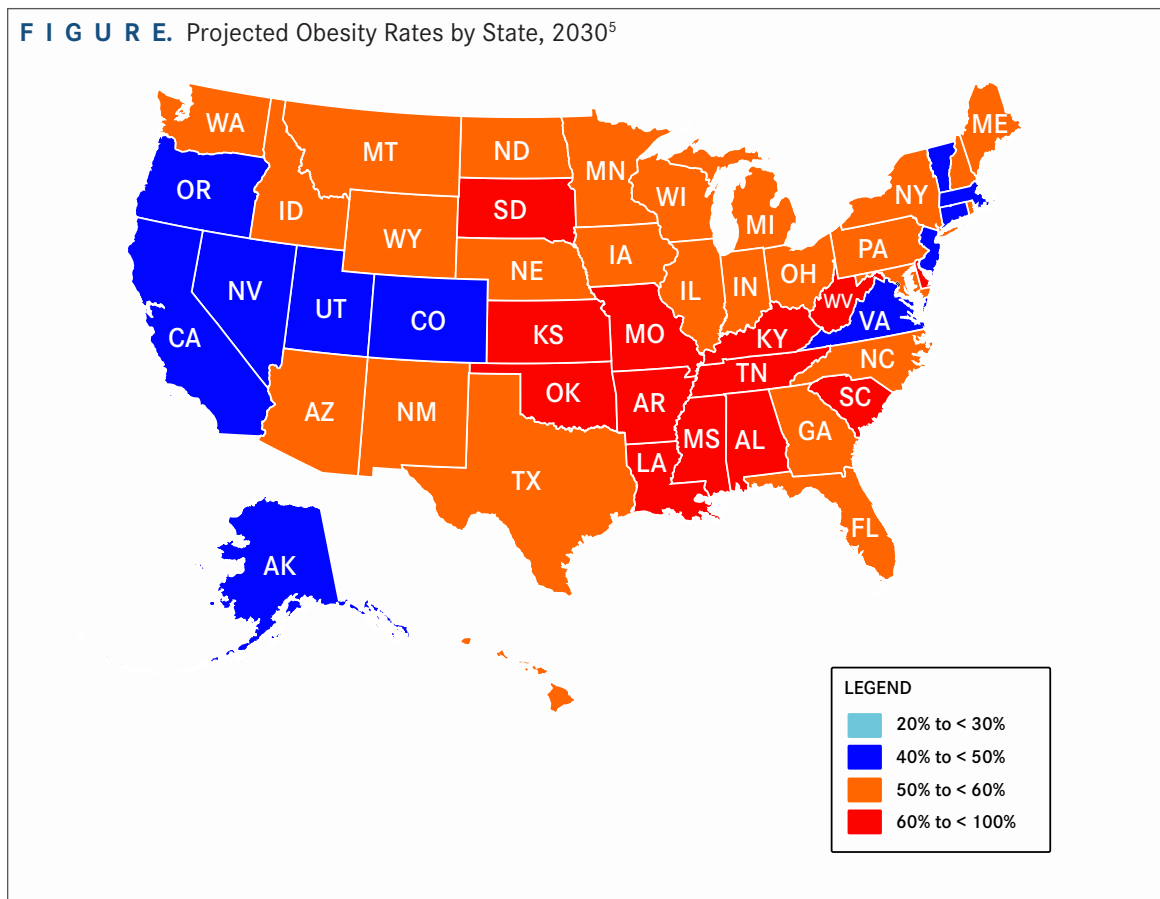 FIGURE. Projected Obesity Rates by State, 2030⁵
ME
WA
MT
ND
MN
OR
WI
NY
ID
SD
MI
WY
PA
IA
NE
OH
NV
IL
IN
UT
WV
CO
VA
CA
KS
MO
KY
NC
TN
OK
SC
AZ
NM
AR
GA
MS
AL
LA
TX
FL
AK
LEGEND
20% to < 30%
40% to < 50%
50% to < 60%
60% to < 100%